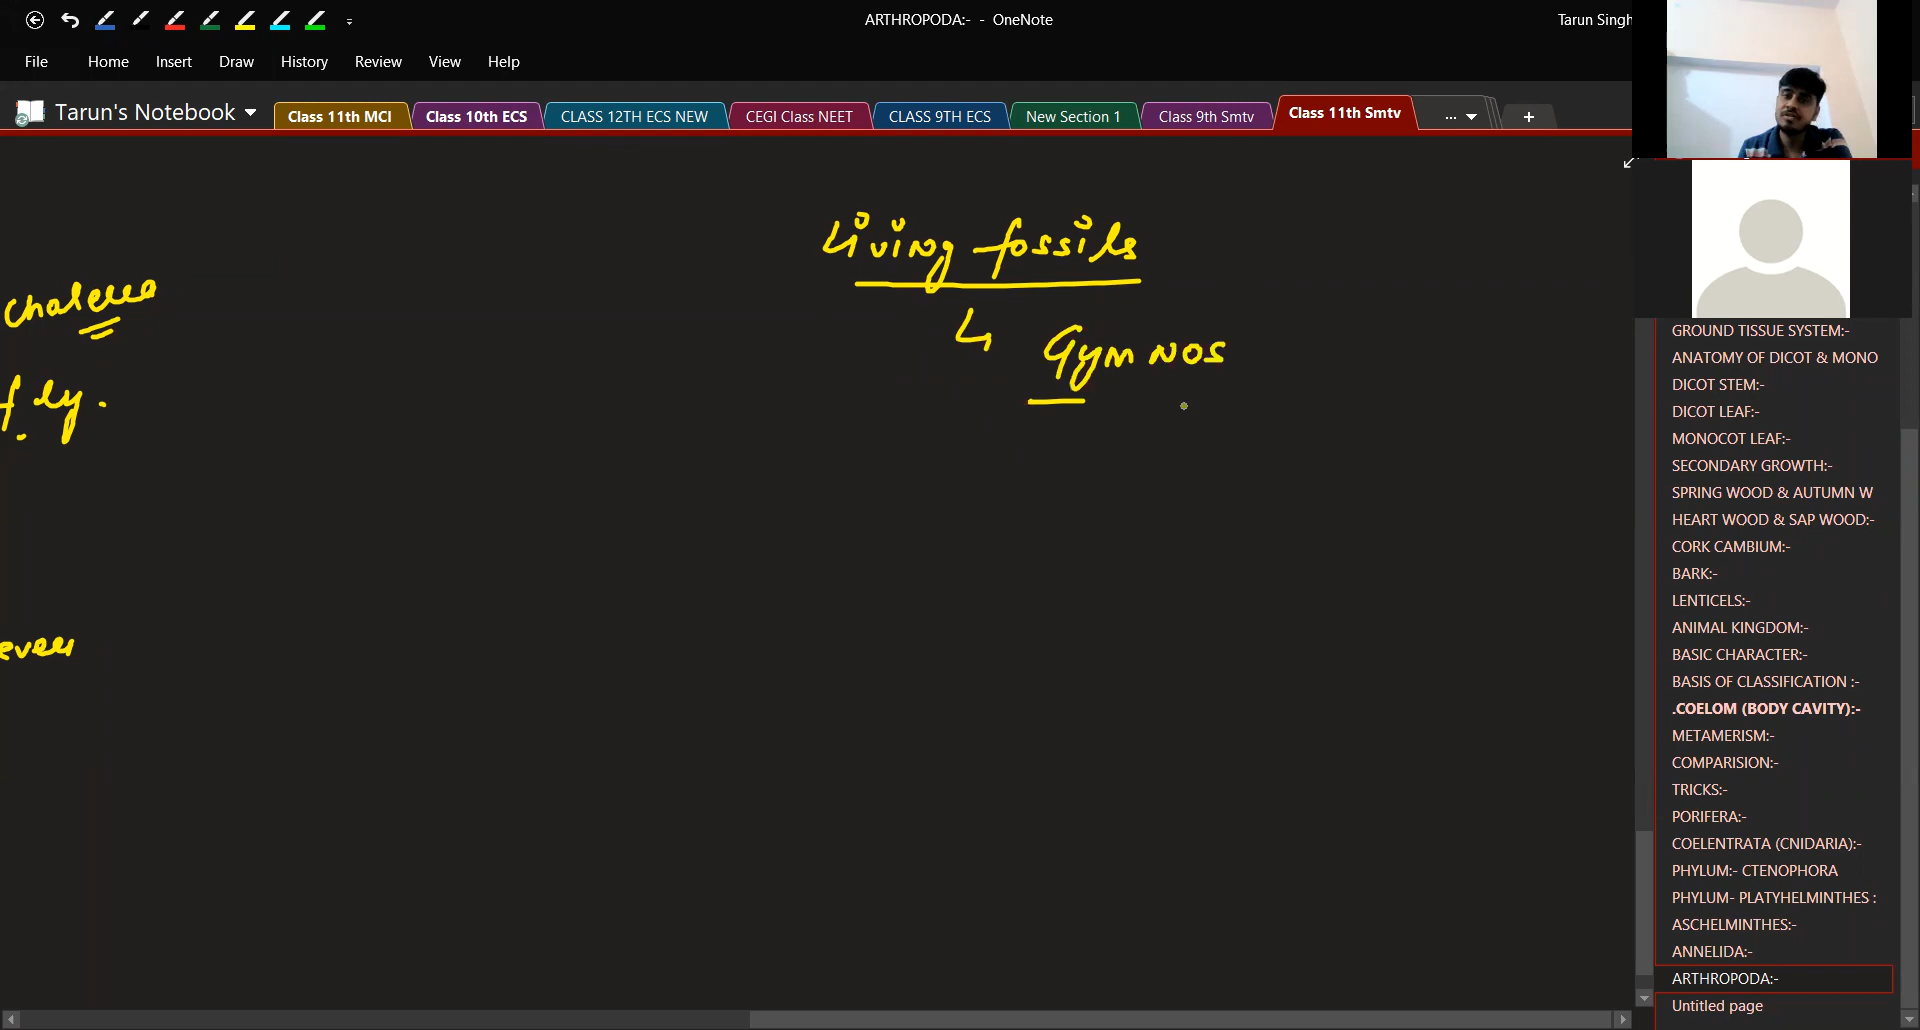 ARTHROPODA:- - OneNote
Tarun Singh
File Home Insert Draw History Review View Help
Tarun's Notebook
Class 11th MCI
Class 10th ECS
CLASS 12TH ECS NEW
CEGI Class NEET
CLASS 9TH ECS
New Section 1
Class 9th Smtv
Class 11th Smtv
...
+
Living fossils
Gymnos
fly.
GROUND TISSUE SYSTEM:-
ANATOMY OF DICOT & MONO
DICOT STEM:-
DICOT LEAF:-
MONOCOT LEAF:-
SECONDARY GROWTH:-
SPRING WOOD & AUTUMN W
HEART WOOD & SAP WOOD:-
CORK CAMBIUM:-
BARK:-
LENTICELS:-
ANIMAL KINGDOM:-
BASIC CHARACTER:-
BASIS OF CLASSIFICATION :-
.COELOM (BODY CAVITY):-
METAMERISM:-
COMPARISION:-
TRICKS:-
PORIFERA:-
COELENTRATA (CNIDARIA):-
PHYLUM:- CTENOPHORA
PHYLUM- PLATYHELMINTHES :
ASCHELMINTHES:-
ANNELIDA:-
ARTHROPODA:-
Untitled page